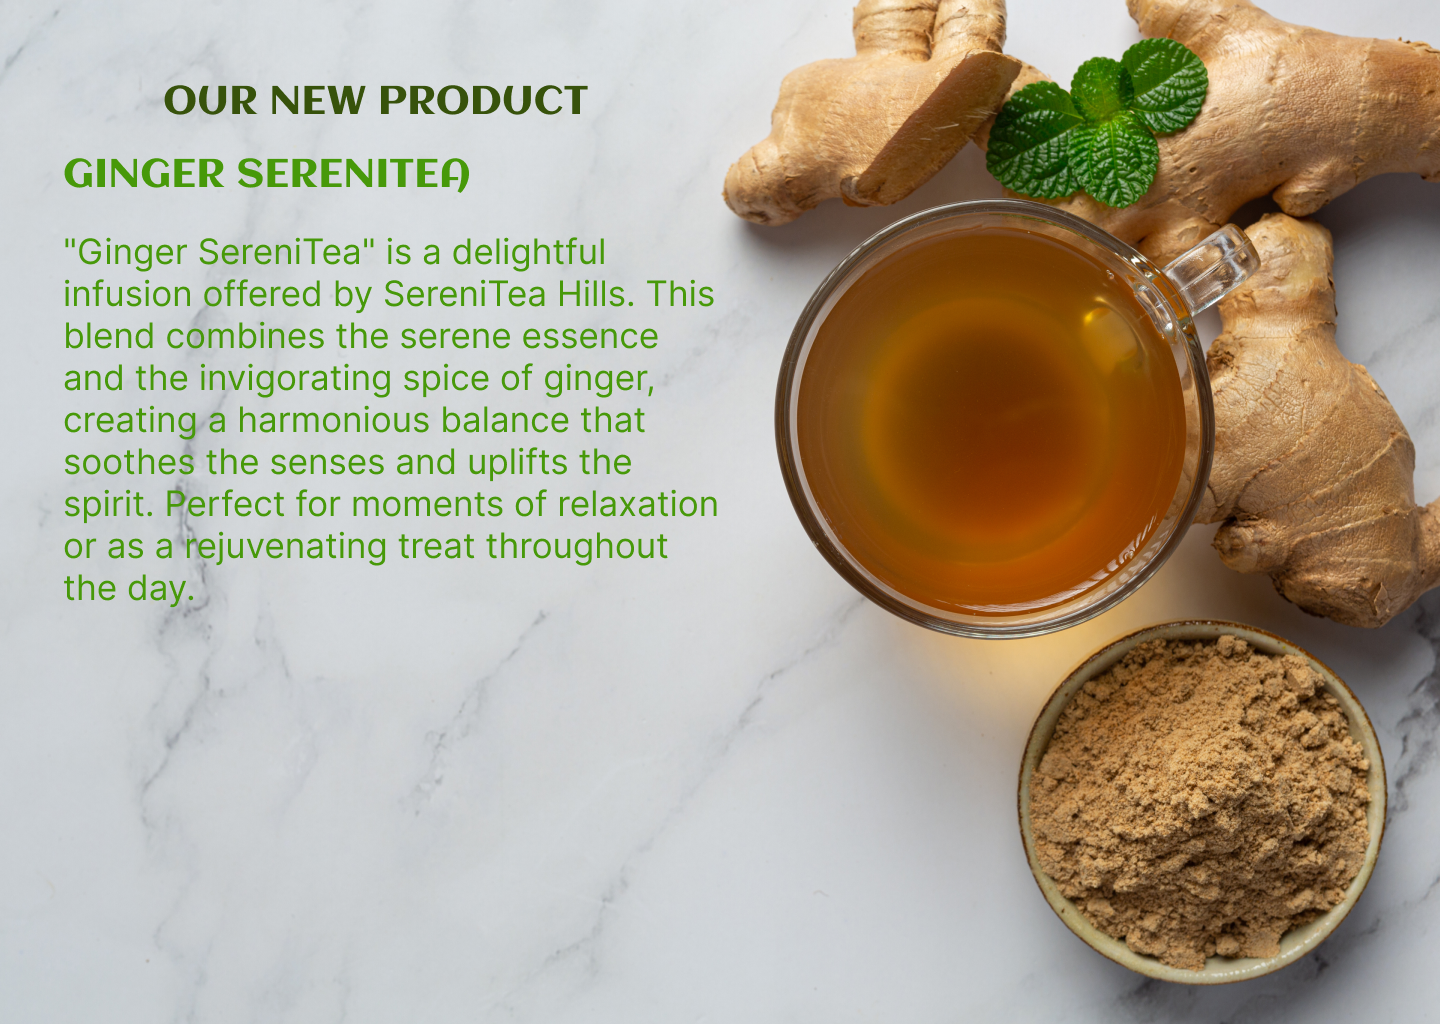 OUR NEW PRODUCT
GINGER SERENITEA
"Ginger SereniTea" is a delightful
infusion offered by SereniTea Hills. This
blend combines the serene essence
and the invigorating spice of ginger,
creating a harmonious balance that
soothes the senses and uplifts the
spirit. Perfect for moments of relaxation
or as a rejuvenating treat throughout
the day.